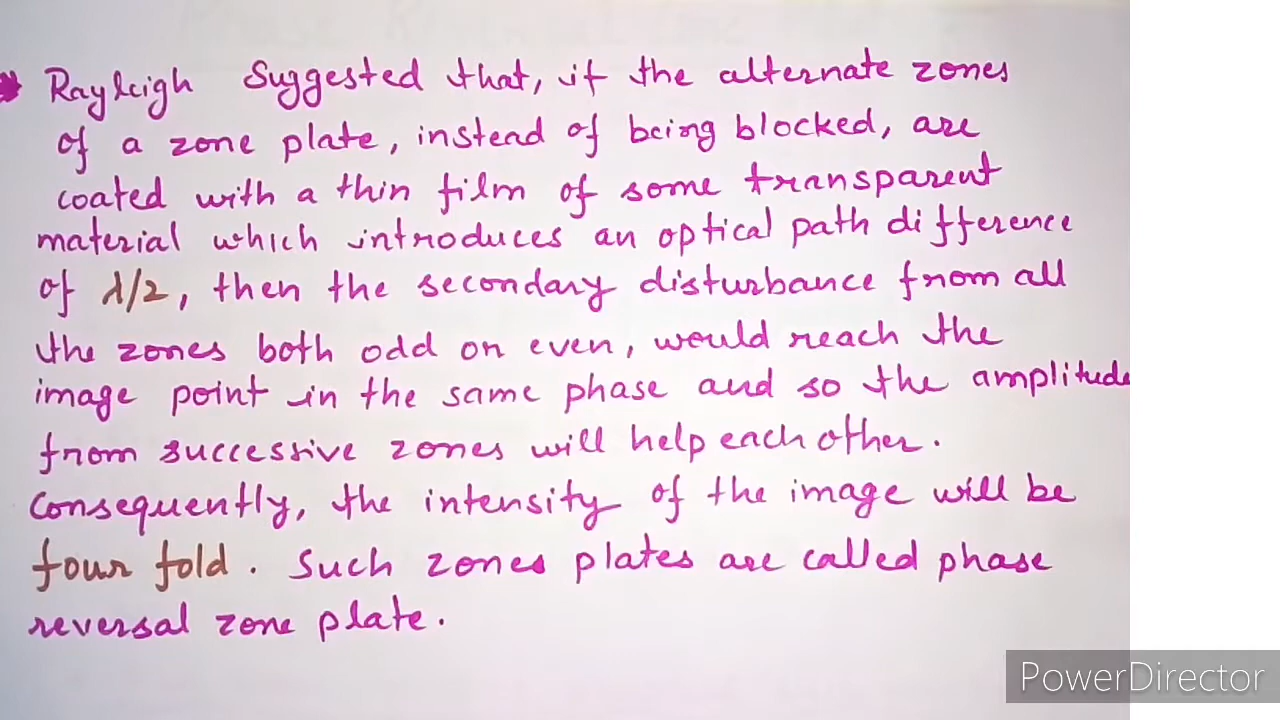 * Rayleigh Suggested that, if the alternate zones
of a zone plate, instead of being blocked, are
coated with a thin film of some transparent
material which introduces an optical path difference
of λ/2, then the secondary disturbance from all
the zones both odd or even, would reach the
image point in the same phase and so the amplitude
from successive zones will help each other.
Consequently, the intensity of the image will be
four fold. Such zones plates are called phase
reversal zone plate.
PowerDirector